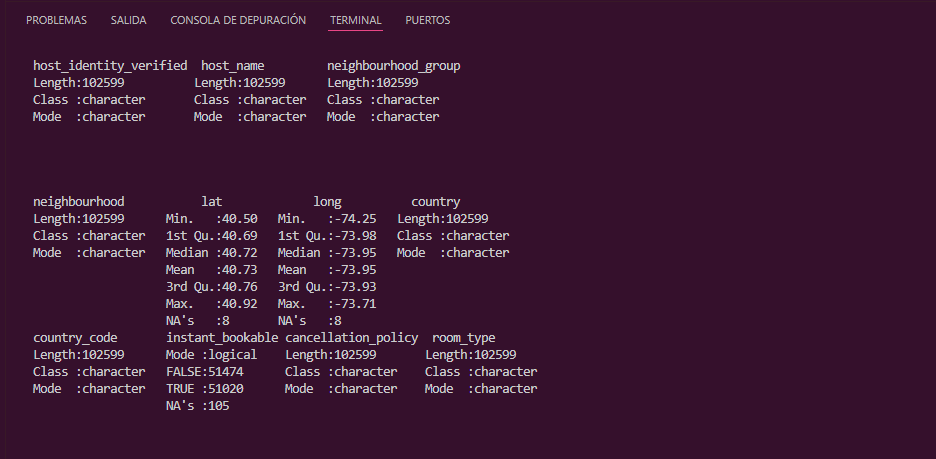 PROBLEMAS SALIDA CONSOLA DE DEPURACIÓN TERMINAL PUERTOS
host_identity_verified host_name neighbourhood_group
Length:102599 Length:102599 Length:102599
Class :character Class :character Class :character
Mode :character Mode :character Mode :character
neighbourhood lat long country
Length:102599 Min. :40.50 Min. :-74.25 Length:102599
Class :character 1st Qu.:40.69 1st Qu.:-73.98 Class :character
Mode :character Median :40.72 Median :-73.95 Mode :character
Mean :40.73 Mean :-73.95
3rd Qu.:40.76 3rd Qu.:-73.93
Max. :40.92 Max. :-73.71
NA's :8 NA's :8
country_code instant_bookable cancellation_policy room_type
Length:102599 Mode :logical Length:102599 Length:102599
Class :character FALSE:51474 Class :character Class :character
Mode :character TRUE :51020 Mode :character Mode :character
NA's :105